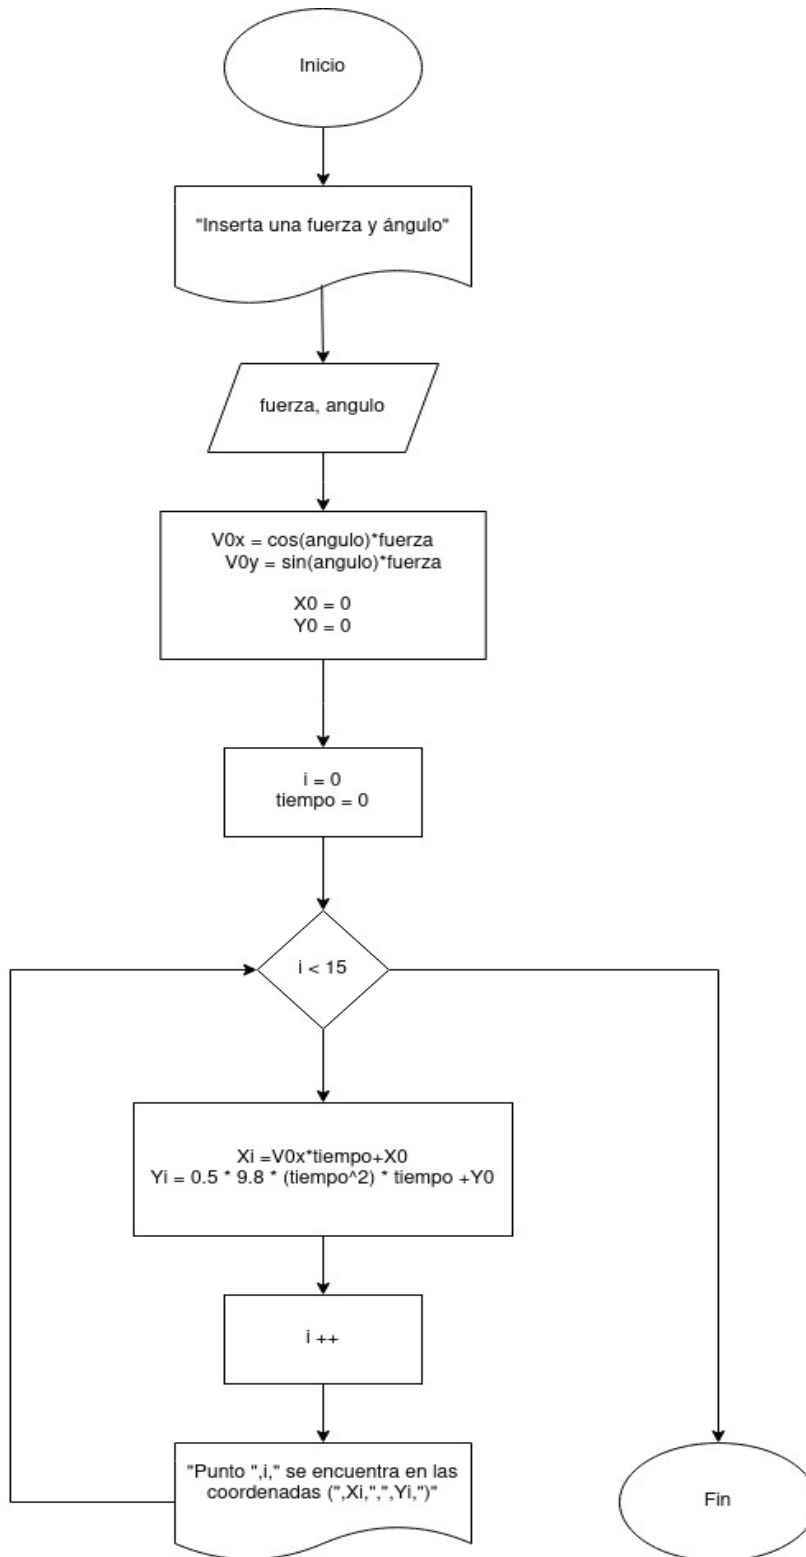 Inicio
"Inserta una fuerza y ángulo"
fuerza, angulo
V0x = cos(angulo)*fuerza
V0y = sin(angulo)*fuerza
X0 = 0
Y0 = 0
i = 0
tiempo = 0
i < 15
Xi =V0x*tiempo+X0
Yi = 0.5 * 9.8 * (tiempo^2) * tiempo +Y0
i ++
"Punto ",i," se encuentra en las
coordenadas (",Xi,",",Yi,")"
Fin